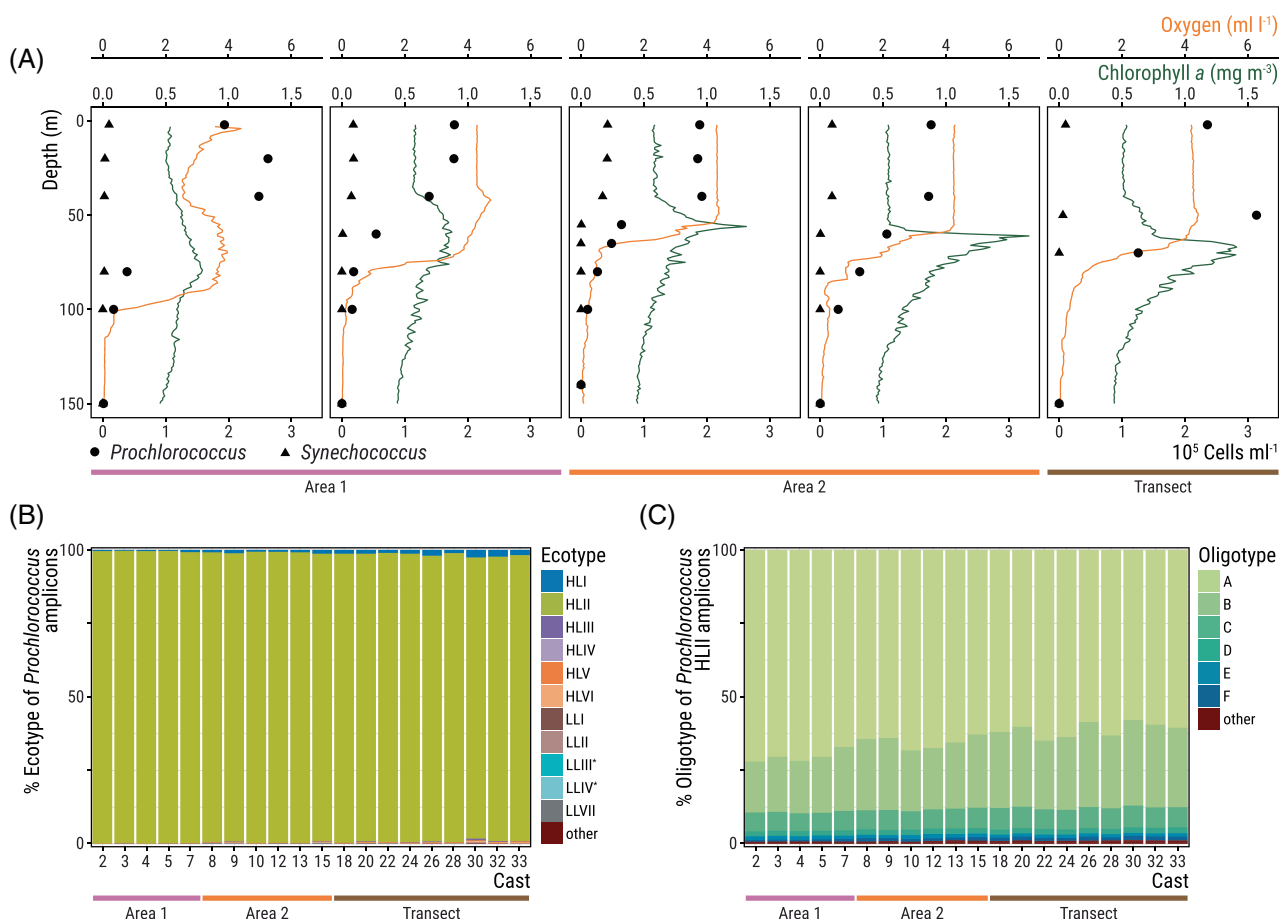 Oxygen (ml l⁻¹)
(A)
0 2 4 6 0 2 4 6 0 2 4 6 0 2 4 6 0 2 4 6
Chlorophyll a (mg m⁻³)
0.0 0.5 1.0 1.5 0.0 0.5 1.0 1.5 0.0 0.5 1.0 1.5 0.0 0.5 1.0 1.5 0.0 0.5 1.0 1.5
Depth (m)
0
50
100
150
0 1 2 3 0 1 2 3 0 1 2 3 0 1 2 3 0 1 2 3
Prochlorococcus Synechococcus
10⁵ Cells ml⁻¹
Area 1 Area 2 Transect
(B)
% Ecotype of Prochlorococcus
amplicons
100
50
0
2 3 4 5 7 8 9 10 12 13 15 18 20 22 24 26 28 30 32 33
Cast
Area 1 Area 2 Transect
Ecotype
HLI
HLII
HLIII
HLIV
HLV
HLVI
LLI
LLII
LLIII*
LLIV*
LLVII
other
(C)
% Oligotype of Prochlorococcus
HLII amplicons
100
50
0
2 3 4 5 7 8 9 10 12 13 15 18 20 22 24 26 28 30 32 33
Cast
Area 1 Area 2 Transect
Oligotype
A
B
C
D
E
F
other